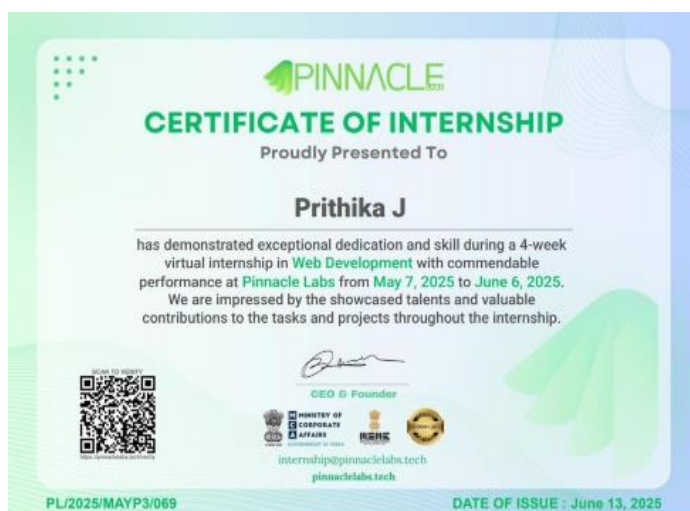 PINNACLE
CERTIFICATE OF INTERNSHIP
Proudly Presented To
Prithika J
has demonstrated exceptional dedication and skill during a 4-week
virtual internship in Web Development with commendable
performance at Pinnacle Labs from May 7, 2025 to June 6, 2025.
We are impressed by the showcased talents and valuable
contributions to the tasks and projects throughout the internship.
SCAN TO VERIFY
CEO & Founder
MINISTRY OF
CORPORATE
AFFAIRS
GOVERNMENT OF INDIA
MSME
internship@pinnaclelabs.tech
pinnaclelabs.tech
PL/2025/MAYP3/069
DATE OF ISSUE : June 13, 2025